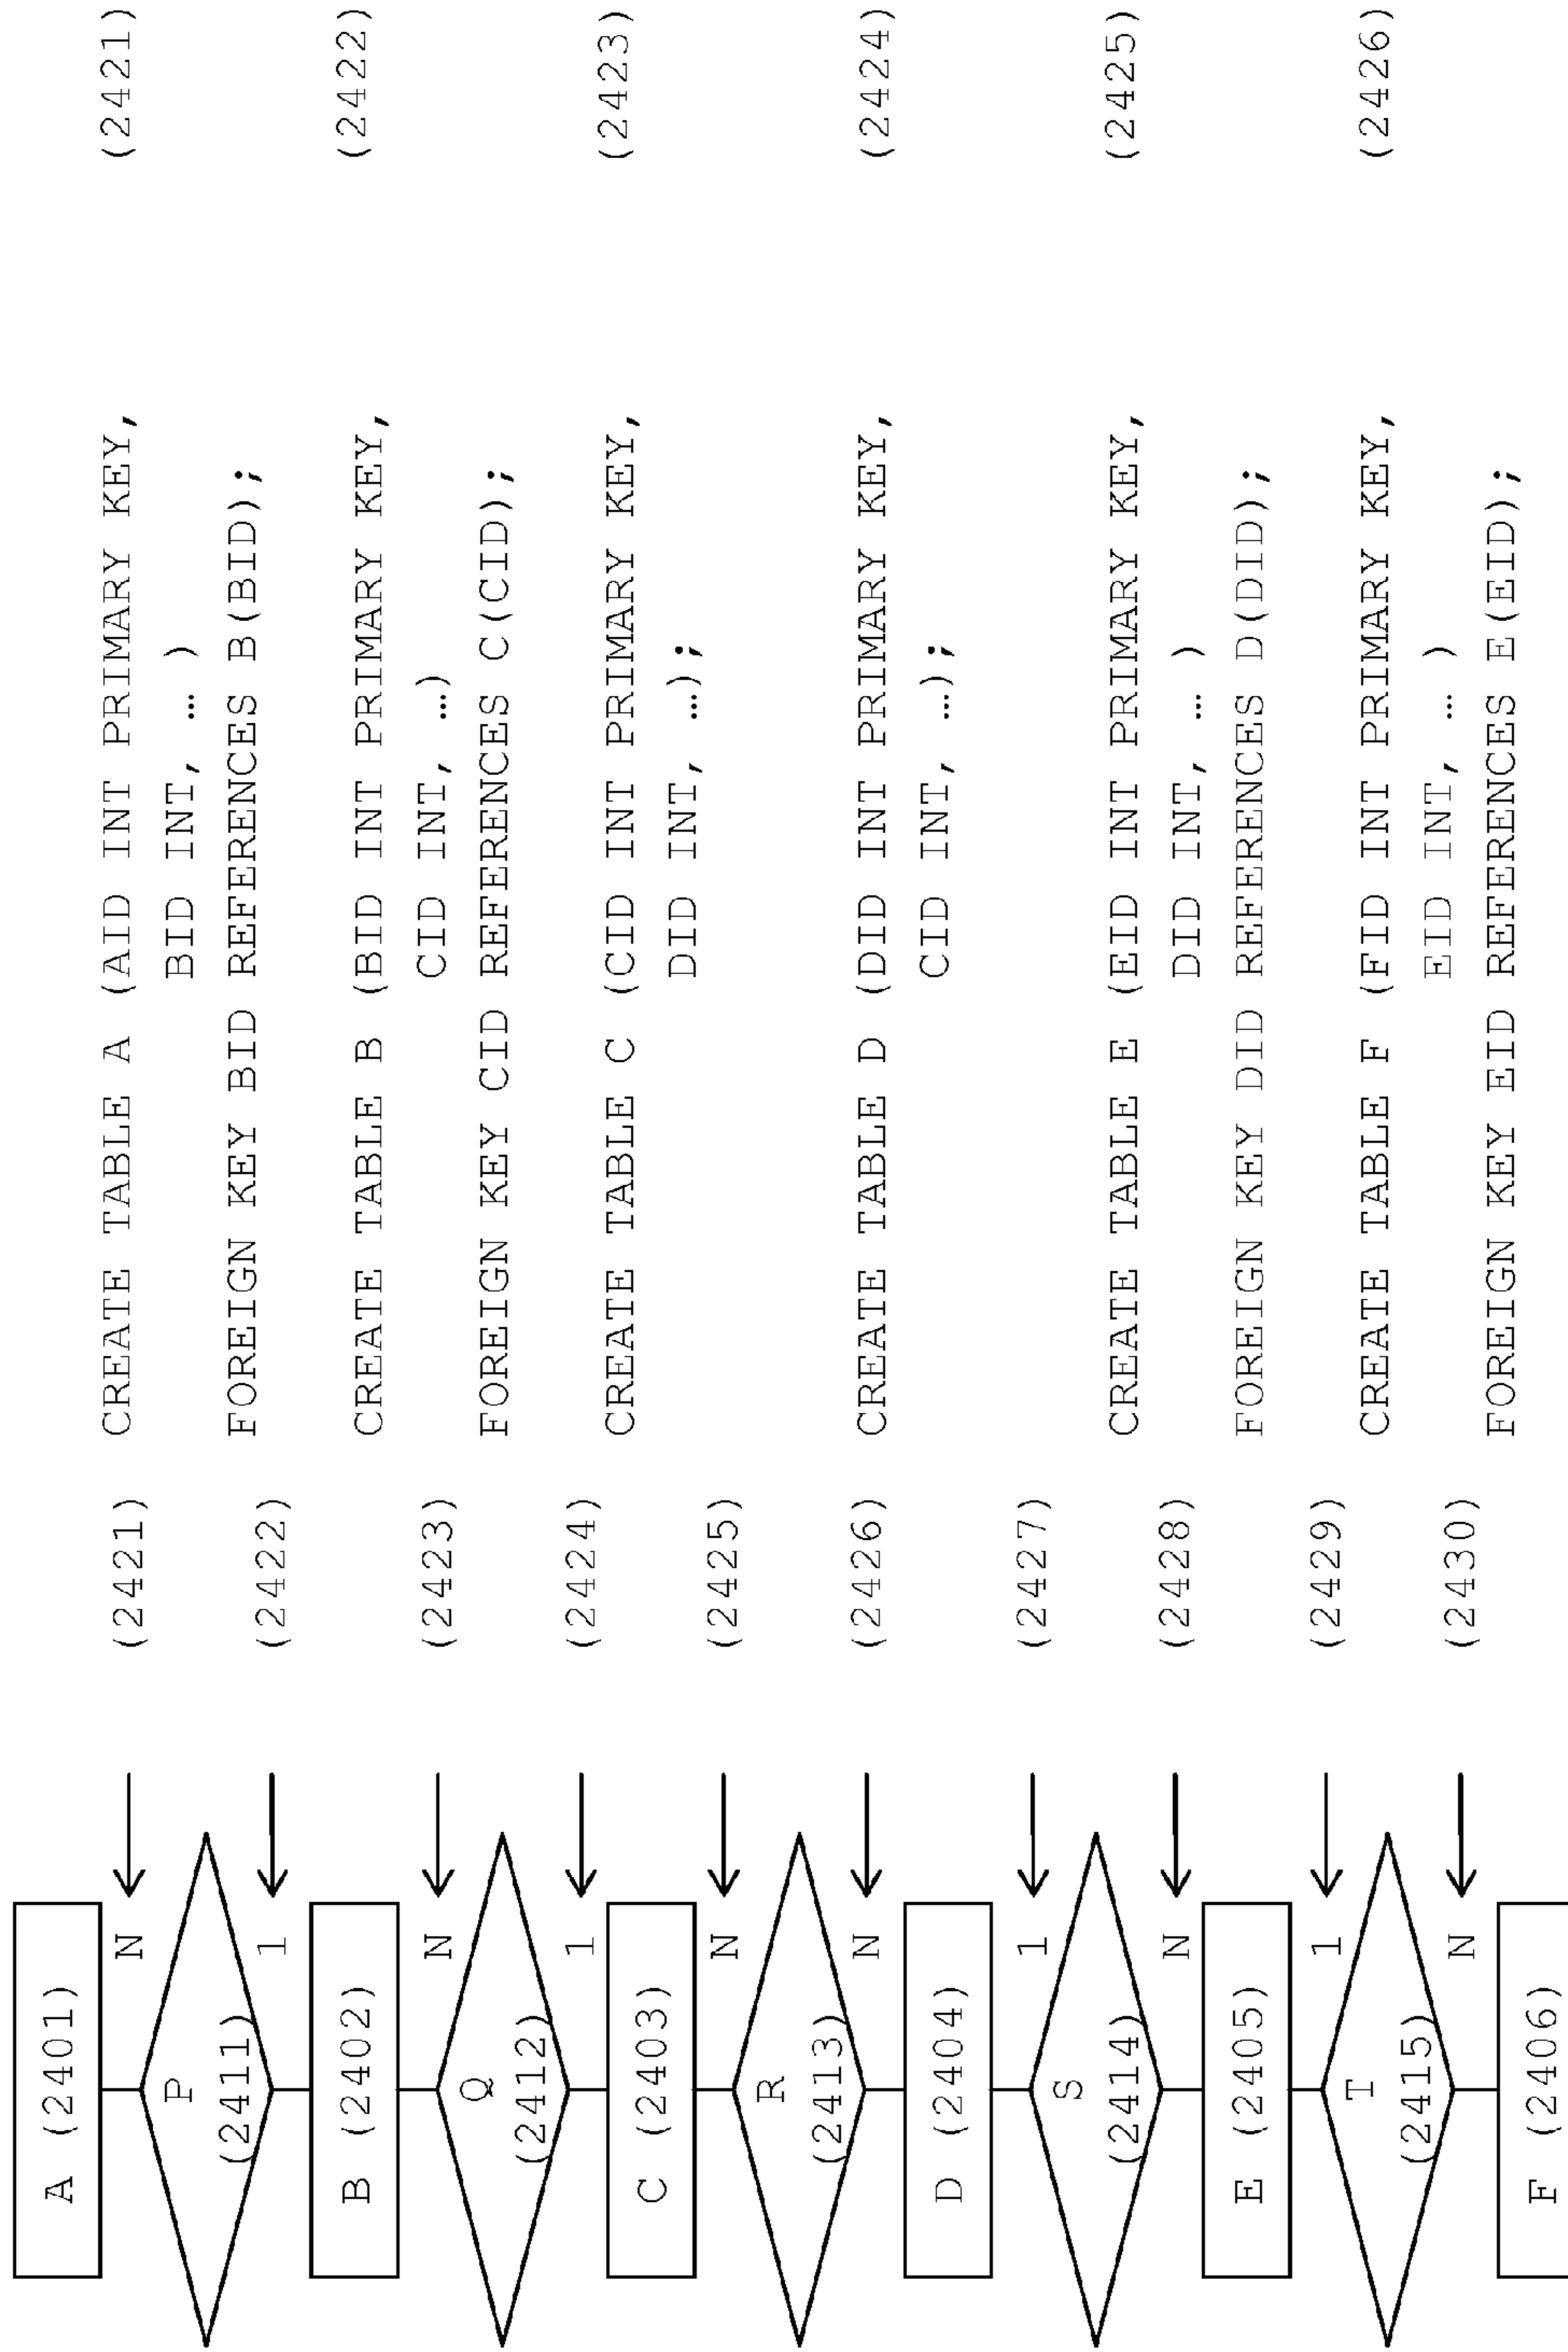 A (2401)
N
(2421)
P
(2411)
1
(2422)
B (2402)
N
(2423)
Q
(2412)
1
(2424)
C (2403)
N
(2425)
R
(2413)
N
(2426)
D (2404)
1
(2427)
S
(2414)
N
(2428)
E (2405)
1
(2429)
T
(2415)
N
(2430)
F (2406)
CREATE TABLE A (AID INT PRIMARY KEY, (2421)
BID INT, … )
FOREIGN KEY BID REFERENCES B(BID);
CREATE TABLE B (BID INT PRIMARY KEY, (2422)
CID INT, …)
FOREIGN KEY CID REFERENCES C(CID);
CREATE TABLE C (CID INT PRIMARY KEY, (2423)
DID INT, …);
CREATE TABLE D (DID INT PRIMARY KEY, (2424)
CID INT, …);
CREATE TABLE E (EID INT PRIMARY KEY, (2425)
DID INT, … )
FOREIGN KEY DID REFERENCES D(DID);
CREATE TABLE F (FID INT PRIMARY KEY, (2426)
EID INT, … )
FOREIGN KEY EID REFERENCES E(EID);